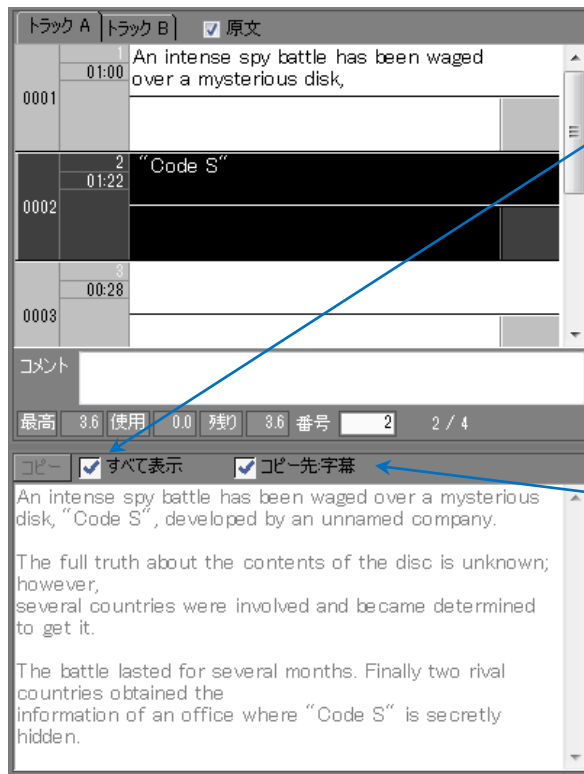 トラック A トラック B 原文
1
01:00
0001
An intense spy battle has been waged
over a mysterious disk,
2
01:22
0002
"Code S"
3
00:28
0003
コメント
最高 3.6 使用 0.0 残り 3.6 番号 2 2 / 4
コピー すべて表示 コピー先:字幕
An intense spy battle has been waged over a mysterious
disk, "Code S", developed by an unnamed company.
The full truth about the contents of the disc is unknown;
however,
several countries were involved and became determined
to get it.
The battle lasted for several months. Finally two rival
countries obtained the
information of an office where "Code S" is secretly
hidden.